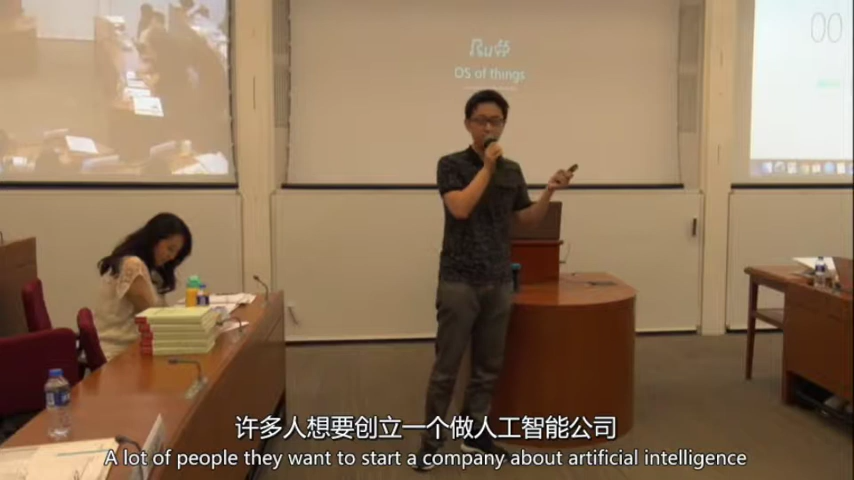 00
OS of things
许多人想要创立一个做人工智能公司
A lot of people they want to start a company about artificial intelligence